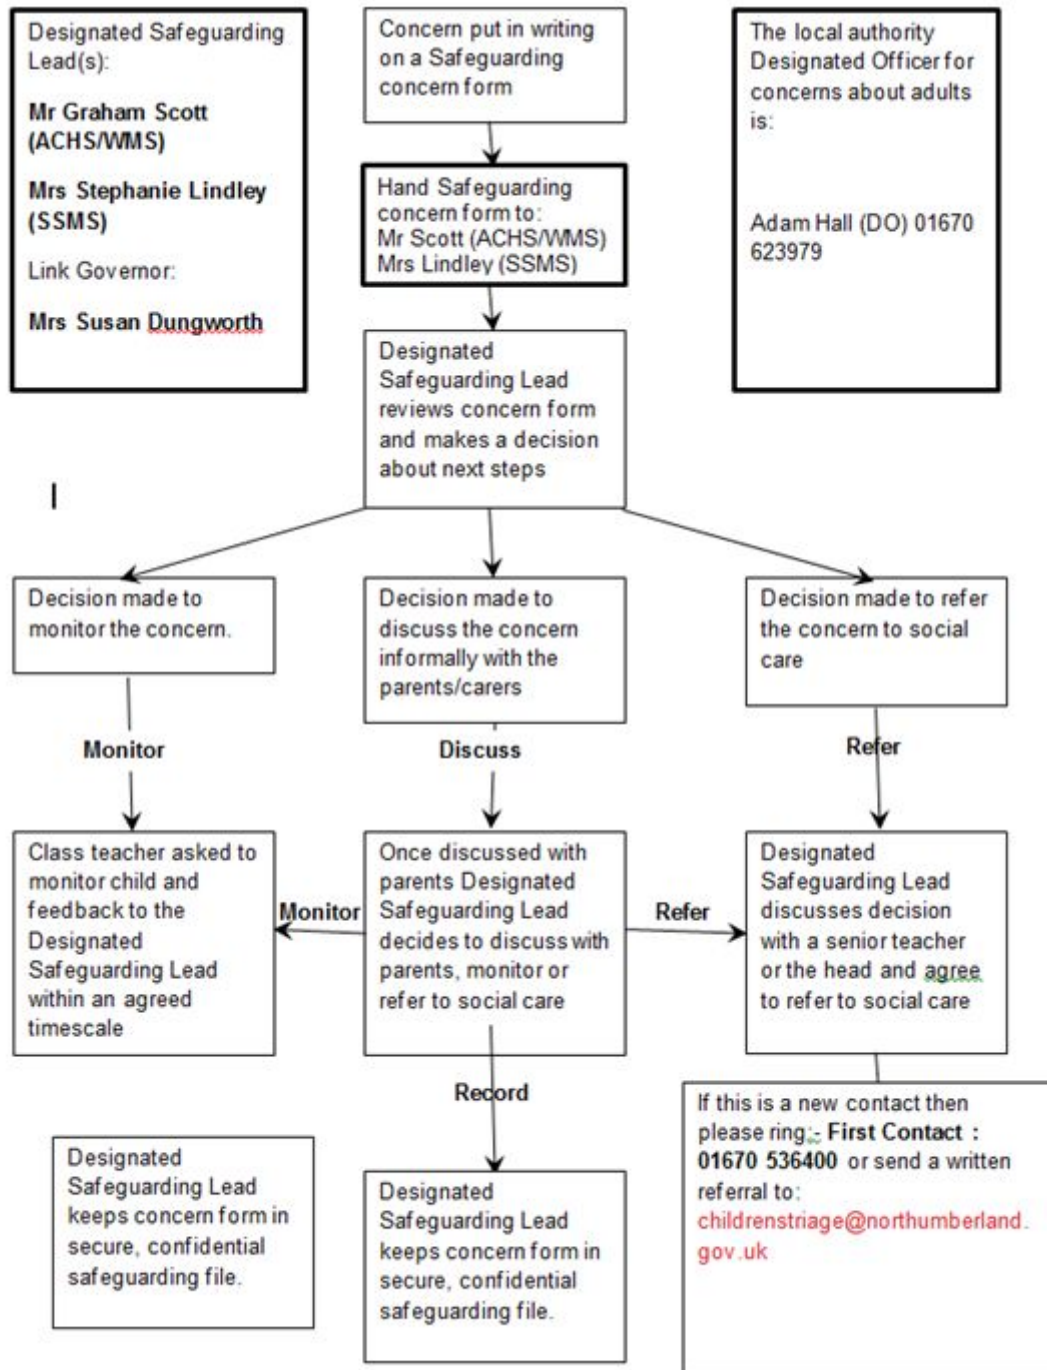 Designated Safeguarding
Lead(s):
Mr Graham Scott
(ACHS/WMS)
Mrs Stephanie Lindley
(SSMS)
Link Governor:
Mrs Susan Dungworth
Concern put in writing
on a Safeguarding
concern form
The local authority
Designated Officer for
concerns about adults
is:
Adam Hall (DO) 01670
623979
Hand Safeguarding
concern form to:
Mr Scott (ACHS/WMS)
Mrs Lindley (SSMS)
Designated
Safeguarding Lead
reviews concern form
and makes a decision
about next steps
Decision made to
monitor the concern.
Decision made to
discuss the concern
informally with the
parents/carers
Decision made to refer
the concern to social
care
Monitor
Discuss
Refer
Class teacher asked to
monitor child and
feedback to the
Designated
Safeguarding Lead
within an agreed
timescale
Monitor
Once discussed with
parents Designated
Safeguarding Lead
decides to discuss with
parents, monitor or
refer to social care
Refer
Designated
Safeguarding Lead
discusses decision
with a senior teacher
or the head and agree
to refer to social care
Record
Designated
Safeguarding Lead
keeps concern form in
secure, confidential
safeguarding file.
Designated
Safeguarding Lead
keeps concern form in
secure, confidential
safeguarding file.
If this is a new contact then
please ring:- First Contact :
01670 536400 or send a written
referral to:
childrenstriage@northumberland.
gov.uk